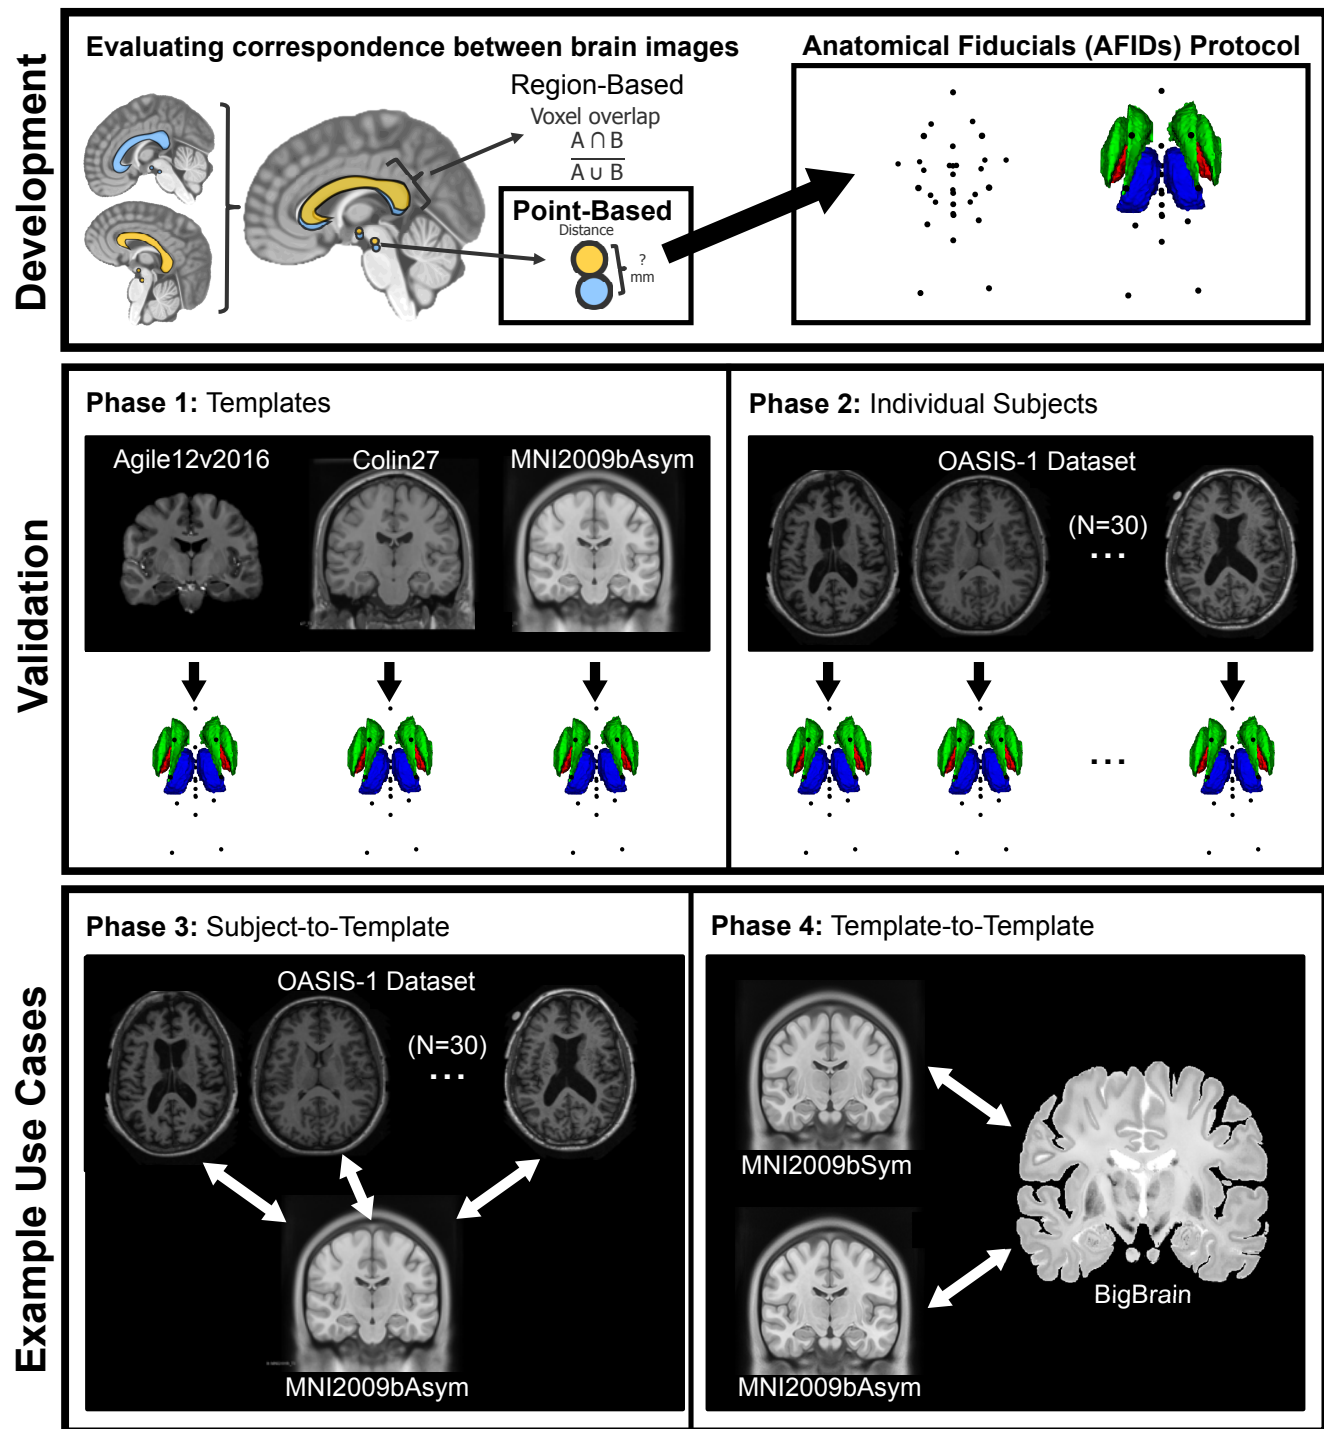 Development
Evaluating correspondence between brain images
Region-Based
Voxel overlap
A ∩ B
A ∪ B
Point-Based
Distance
?
mm
Anatomical Fiducials (AFIDs) Protocol
Validation
Phase 1: Templates
Agile12v2016
Colin27
MNI2009bAsym
Phase 2: Individual Subjects
OASIS-1 Dataset
(N=30)
...
...
Example Use Cases
Phase 3: Subject-to-Template
OASIS-1 Dataset
(N=30)
...
MNI2009bAsym
Phase 4: Template-to-Template
MNI2009bSym
MNI2009bAsym
BigBrain